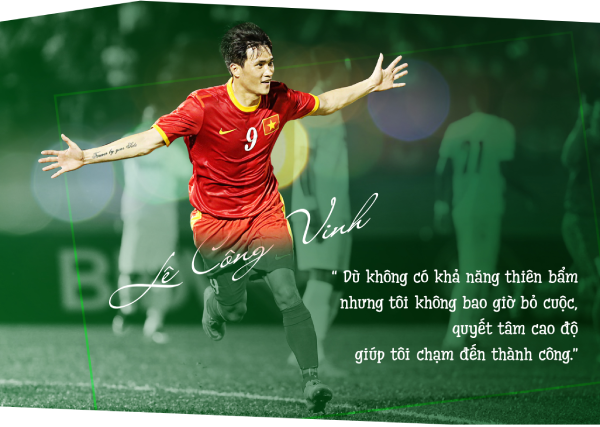 9
Lê Công Vinh
“ Dù không có khả năng thiên bẩm
nhưng tôi không bao giờ bỏ cuộc,
quyết tâm cao độ
giúp tôi chạm đến thành công.”